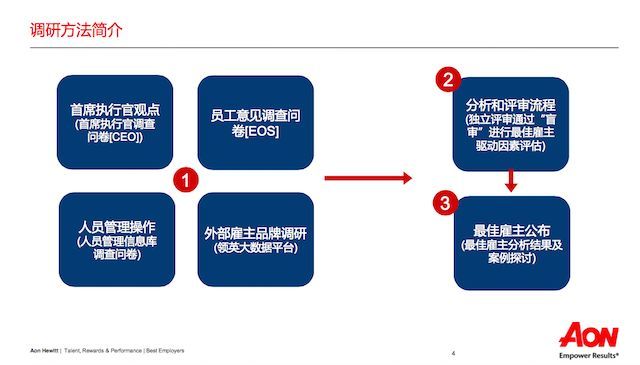 调研方法简介
首席执行官观点
(首席执行官调查
问卷[CEO])
员工意见调查问
卷[EOS]
1
人员管理操作
(人员管理信息库
调查问卷)
外部雇主品牌调研
(领英大数据平台)
2
分析和评审流程
(独立评审通过“盲
审”进行最佳雇主
驱动因素评估)
3
最佳雇主公布
(最佳雇主分析结果及
案例探讨)
Aon Hewitt | Talent, Rewards & Performance | Best Employers
4
AON
Empower Results®